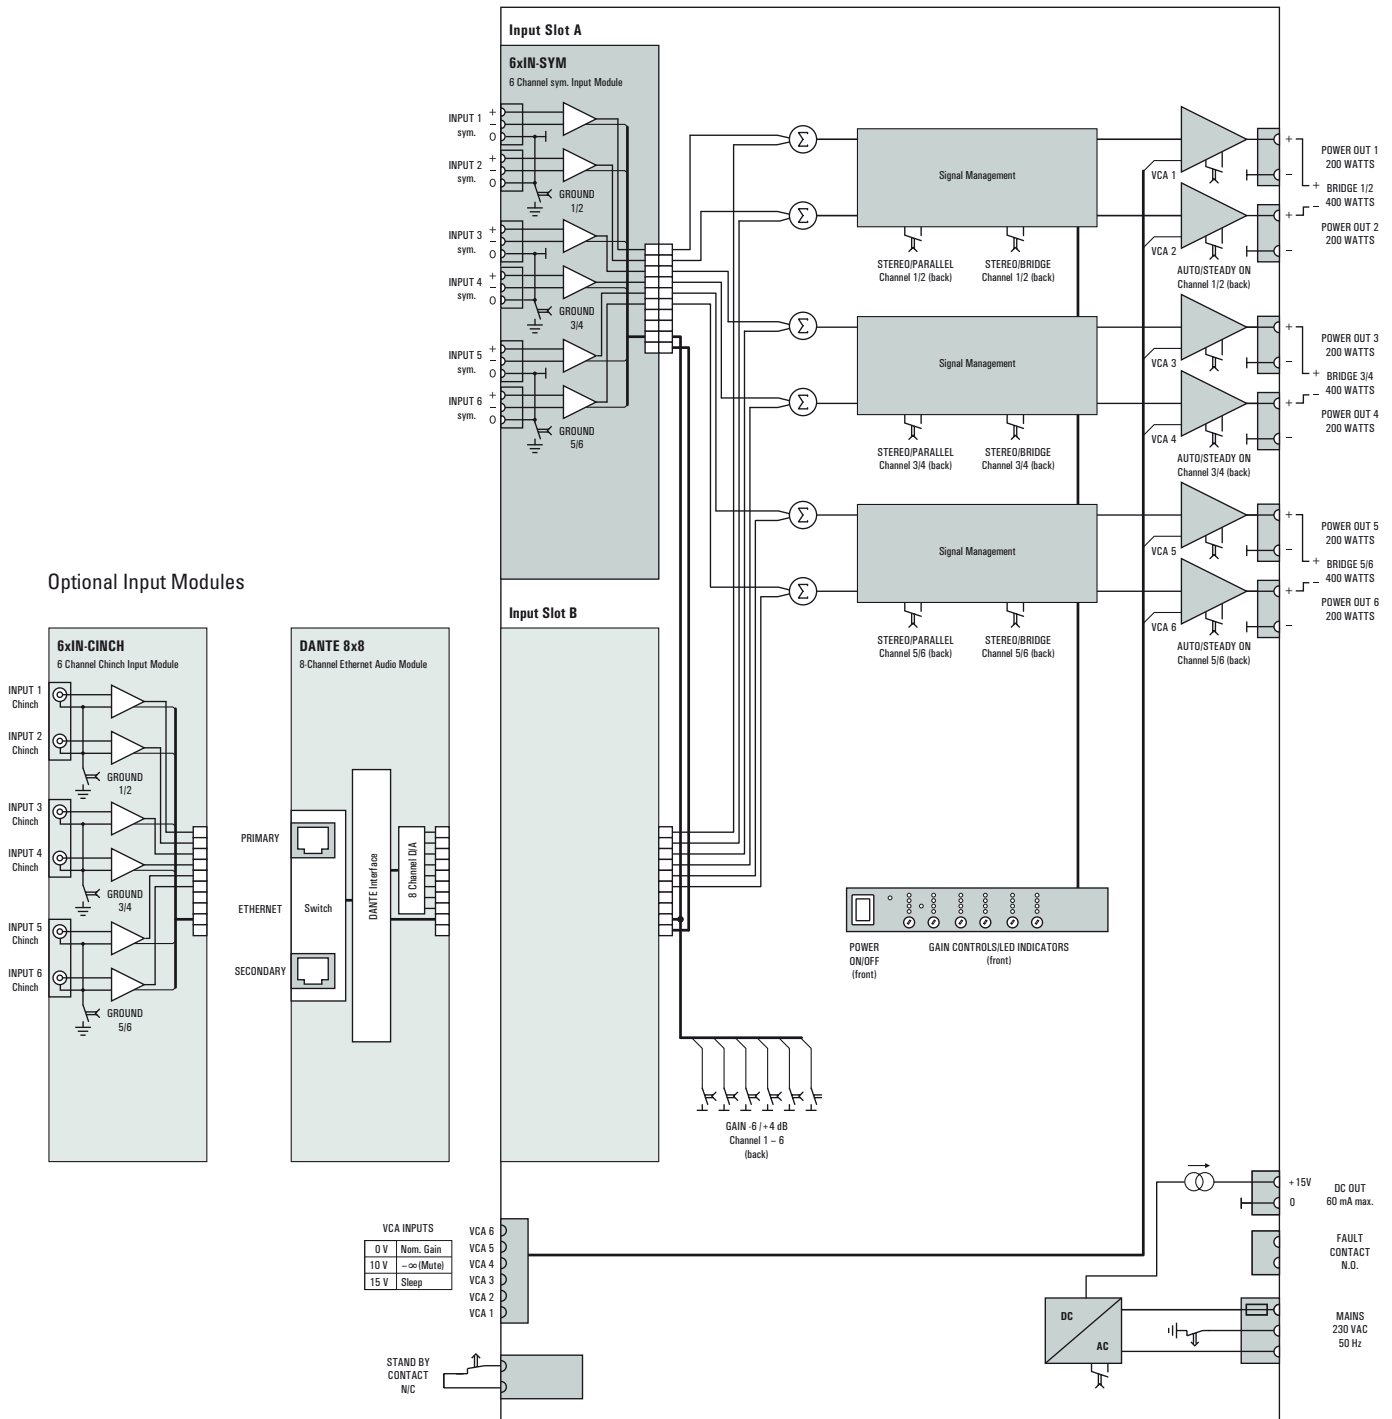 Input Slot A
6xIN-SYM
6 Channel sym. Input Module
INPUT 1
sym.
+
−
0
INPUT 2
sym.
+
−
0
GROUND
1/2
INPUT 3
sym.
+
−
0
INPUT 4
sym.
+
−
0
GROUND
3/4
INPUT 5
sym.
+
−
0
INPUT 6
sym.
+
−
0
GROUND
5/6
Σ
Σ
Signal Management
STEREO/PARALLEL
Channel 1/2 (back)
STEREO/BRIDGE
Channel 1/2 (back)
VCA 1
VCA 2
AUTO/STEADY ON
Channel 1/2 (back)
+
−
+
−
POWER OUT 1
200 WATTS
+ BRIDGE 1/2
− 400 WATTS
POWER OUT 2
200 WATTS
Σ
Σ
Signal Management
STEREO/PARALLEL
Channel 3/4 (back)
STEREO/BRIDGE
Channel 3/4 (back)
VCA 3
VCA 4
AUTO/STEADY ON
Channel 3/4 (back)
+
−
+
−
POWER OUT 3
200 WATTS
+ BRIDGE 3/4
− 400 WATTS
POWER OUT 4
200 WATTS
Σ
Σ
Signal Management
STEREO/PARALLEL
Channel 5/6 (back)
STEREO/BRIDGE
Channel 5/6 (back)
VCA 5
VCA 6
AUTO/STEADY ON
Channel 5/6 (back)
+
−
+
−
POWER OUT 5
200 WATTS
+ BRIDGE 5/6
− 400 WATTS
POWER OUT 6
200 WATTS
Optional Input Modules
6xIN-CINCH
6 Channel Chinch Input Module
INPUT 1
Chinch
INPUT 2
Chinch
GROUND
1/2
INPUT 3
Chinch
INPUT 4
Chinch
GROUND
3/4
INPUT 5
Chinch
INPUT 6
Chinch
GROUND
5/6
DANTE 8x8
8-Channel Ethernet Audio Module
PRIMARY
ETHERNET
SECONDARY
Switch
DANTE Interface
8 Channel D/A
Input Slot B
POWER
ON/OFF
(front)
GAIN CONTROLS/LED INDICATORS
(front)
GAIN -6 / +4 dB
Channel 1 – 6
(back)
VCA INPUTS
0 V Nom. Gain
10 V −∞ (Mute)
15 V Sleep
VCA 6
VCA 5
VCA 4
VCA 3
VCA 2
VCA 1
STAND BY
CONTACT
N/C
+15V
0
DC OUT
60 mA max.
FAULT
CONTACT
N.O.
DC
AC
MAINS
230 VAC
50 Hz